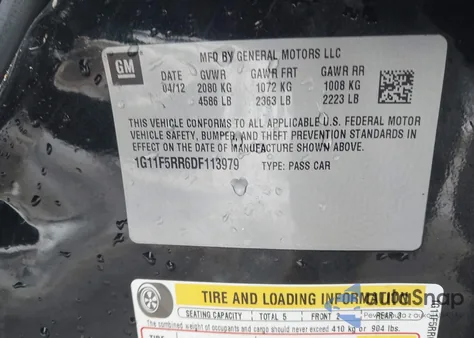 GM
MFD BY GENERAL MOTORS LLC
DATE GVWR GAWR FRT GAWR RR
04/12 2080 KG 1072 KG 1008 KG
4586 LB 2363 LB 2223 LB
THIS VEHICLE CONFORMS TO ALL APPLICABLE U.S. FEDERAL MOTOR
VEHICLE SAFETY, BUMPER, AND THEFT PREVENTION STANDARDS IN
EFFECT ON THE DATE OF MANUFACTURE SHOWN ABOVE.
1G11F5RR6DF113979 TYPE: PASS CAR
TIRE AND LOADING INFORMATION
SEATING CAPACITY TOTAL 5 FRONT 2 REAR 3
The combined weight of occupants and cargo should never exceed 410 kg or 904 lbs.
autoSnap